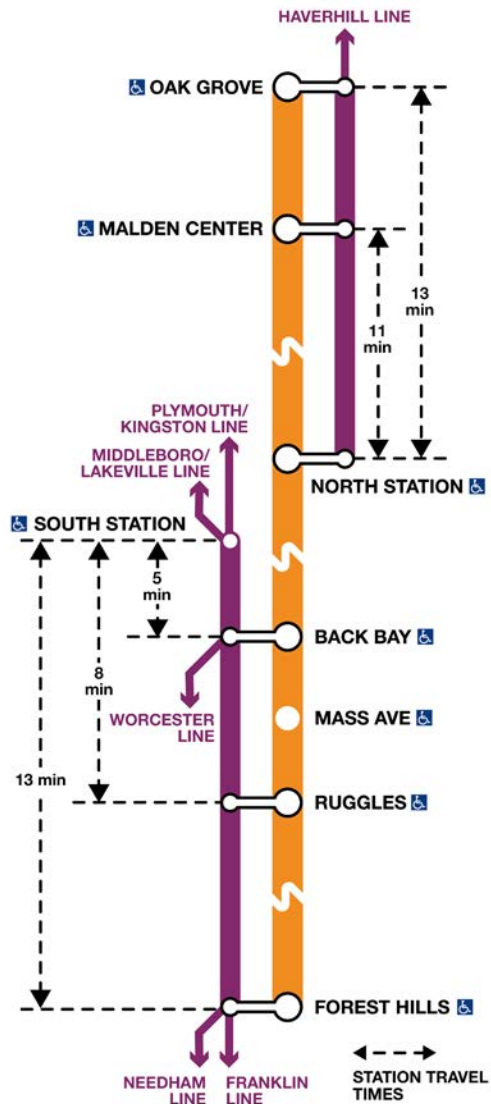 HAVERHILL LINE
OAK GROVE
MALDEN CENTER
13
min
11
min
PLYMOUTH/
KINGSTON LINE
MIDDLEBORO/
LAKEVILLE LINE
NORTH STATION
SOUTH STATION
5
min
BACK BAY
8
min
WORCESTER
LINE
MASS AVE
13 min
RUGGLES
FOREST HILLS
NEEDHAM
LINE
FRANKLIN
LINE
STATION TRAVEL
TIMES